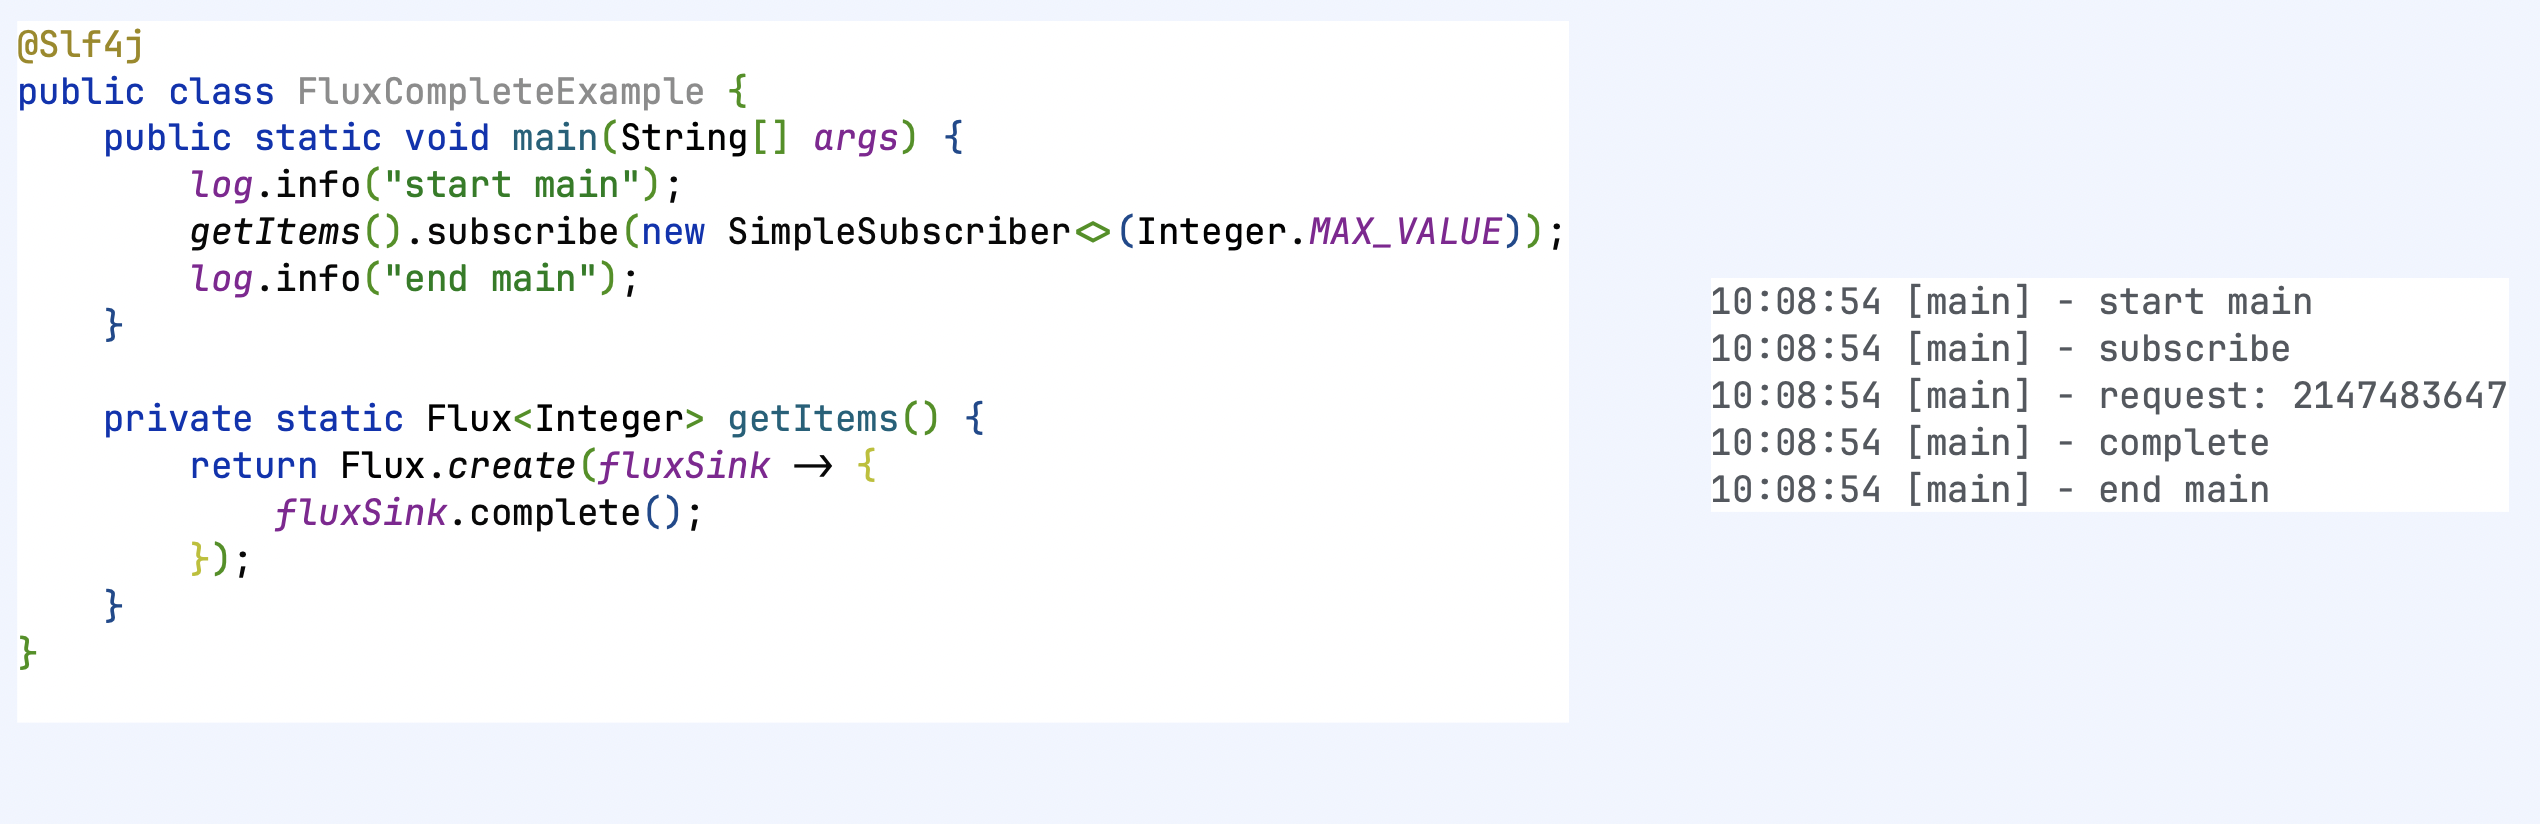 @Slf4j
public class FluxCompleteExample {
    public static void main(String[] args) {
        log.info("start main");
        getItems().subscribe(new SimpleSubscriber<>(Integer.MAX_VALUE));
        log.info("end main");
    }

    private static Flux<Integer> getItems() {
        return Flux.create(fluxSink -> {
            fluxSink.complete();
        });
    }
}
10:08:54 [main] - start main
10:08:54 [main] - subscribe
10:08:54 [main] - request: 2147483647
10:08:54 [main] - complete
10:08:54 [main] - end main